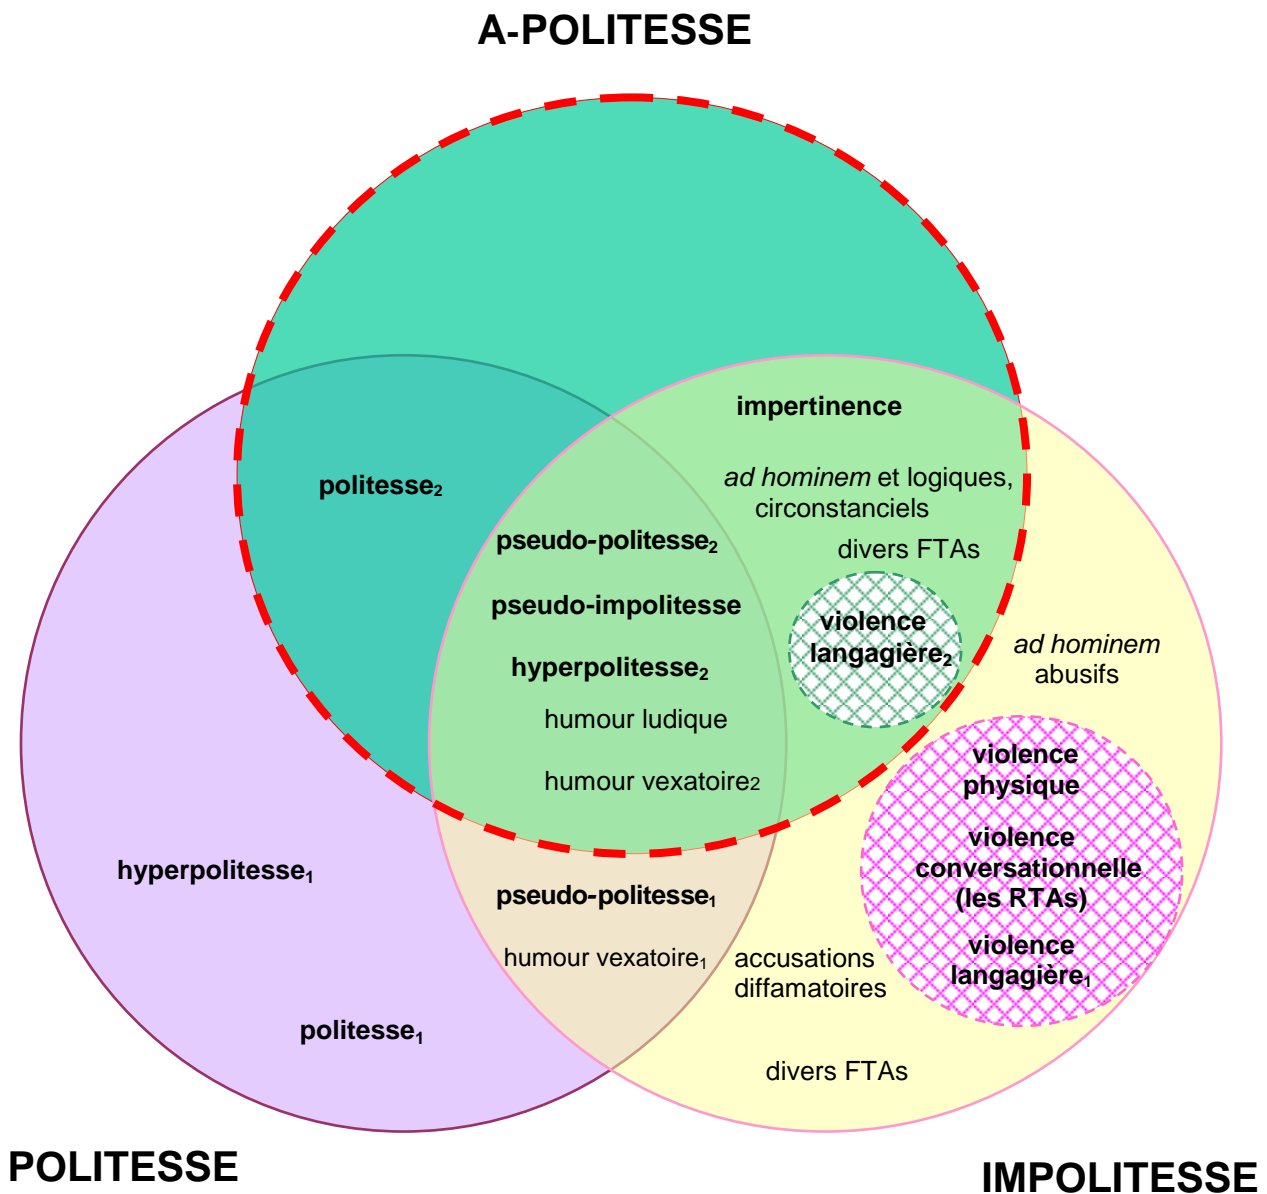 A-POLITESSE
impertinence
politesse₂
ad hominem et logiques,
circonstanciels
pseudo-politesse₂
divers FTAs
pseudo-impolitesse
violence
langagière₂
hyperpolitesse₂
ad hominem
abusifs
humour ludique
humour vexatoire₂
violence
physique
violence
conversationnelle
(les RTAs)
violence
langagière₁
hyperpolitesse₁
pseudo-politesse₁
humour vexatoire₁
accusations
diffamatoires
politesse₁
divers FTAs
POLITESSE
IMPOLITESSE